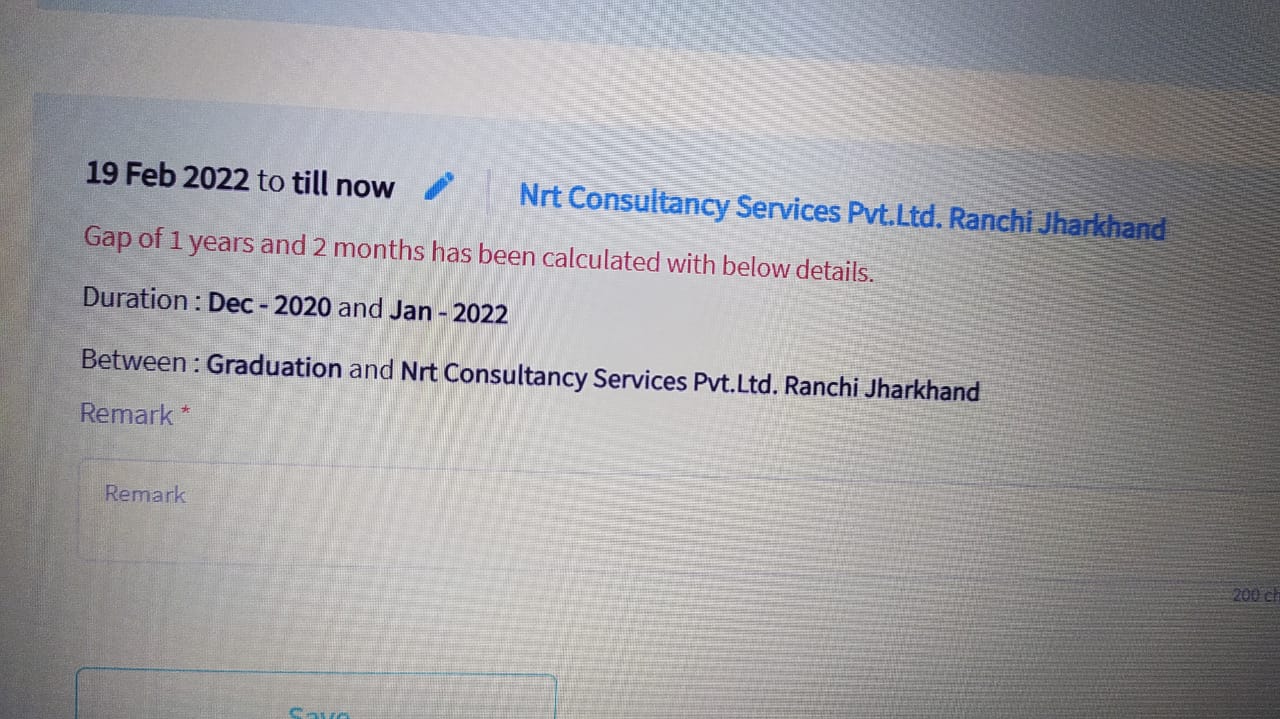 19 Feb 2022 to till now
Nrt Consultancy Services Pvt.Ltd. Ranchi Jharkhand
Gap of 1 years and 2 months has been calculated with below details.
Duration : Dec - 2020 and Jan - 2022
Between : Graduation and Nrt Consultancy Services Pvt.Ltd. Ranchi Jharkhand
Remark *
Remark
200
Save